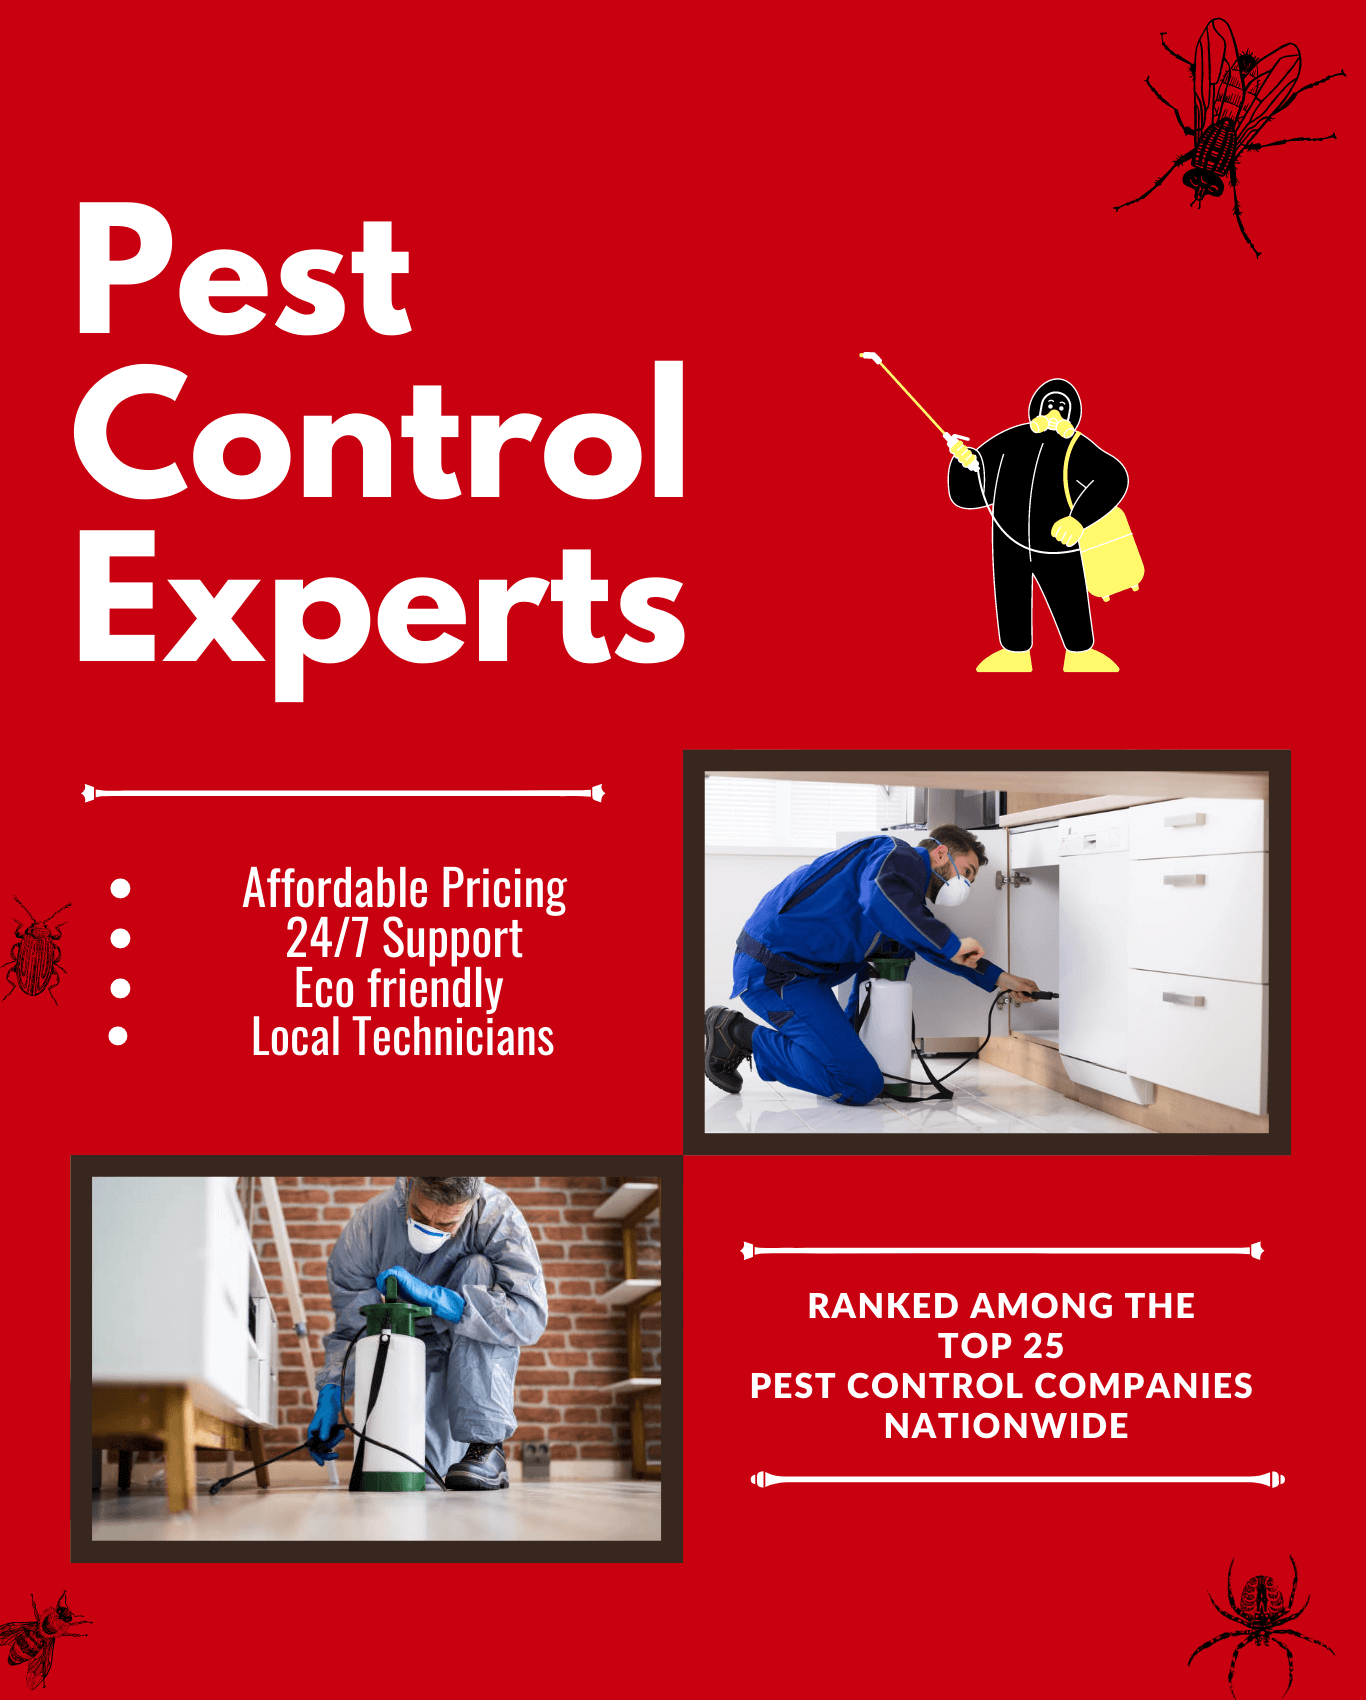 Pest
Control
Experts
Affordable Pricing
24/7 Support
Eco friendly
Local Technicians
RANKED AMONG THE
TOP 25
PEST CONTROL COMPANIES
NATIONWIDE